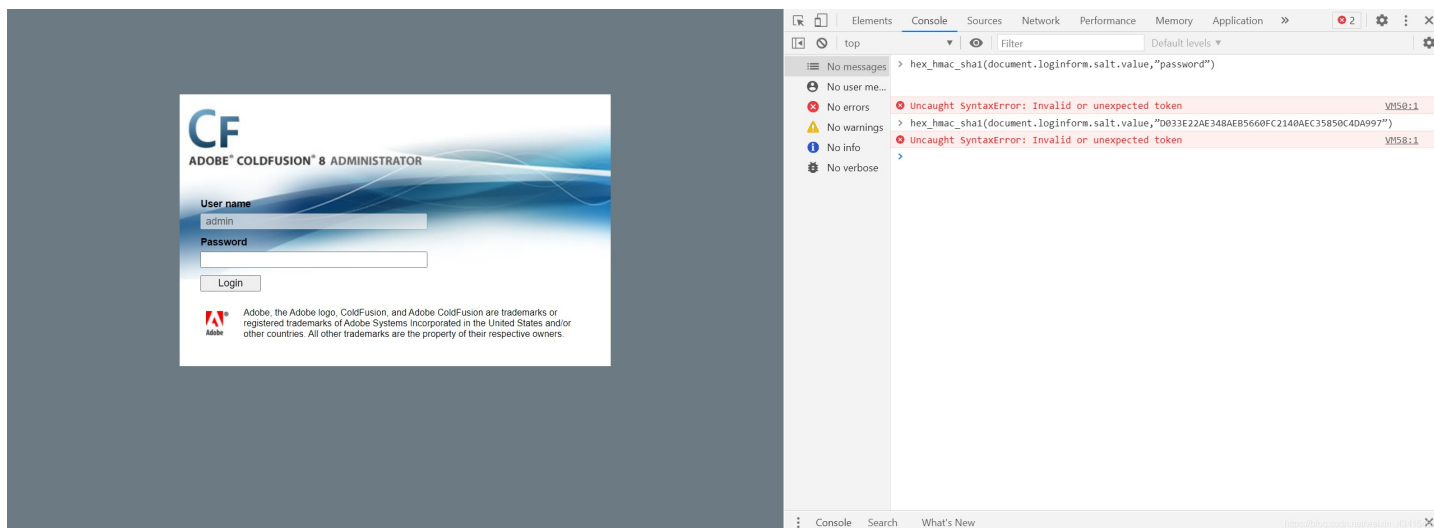 CF
ADOBE® COLDFUSION® 8 ADMINISTRATOR
User name
admin
Password
Login
Adobe
Adobe, the Adobe logo, ColdFusion, and Adobe ColdFusion are trademarks or
registered trademarks of Adobe Systems Incorporated in the United States and/or
other countries. All other trademarks are the property of their respective owners.
Elements Console Sources Network Performance Memory Application » 2
top Filter Default levels ▼
No messages
No user me...
No errors
No warnings
No info
No verbose
> hex_hmac_sha1(document.loginform.salt.value,”password”)
Uncaught SyntaxError: Invalid or unexpected token VM50:1
> hex_hmac_sha1(document.loginform.salt.value,”D033E22AE348AEB5660FC2140AEC35850C4DA997”)
Uncaught SyntaxError: Invalid or unexpected token VM58:1
>
Console Search What's New